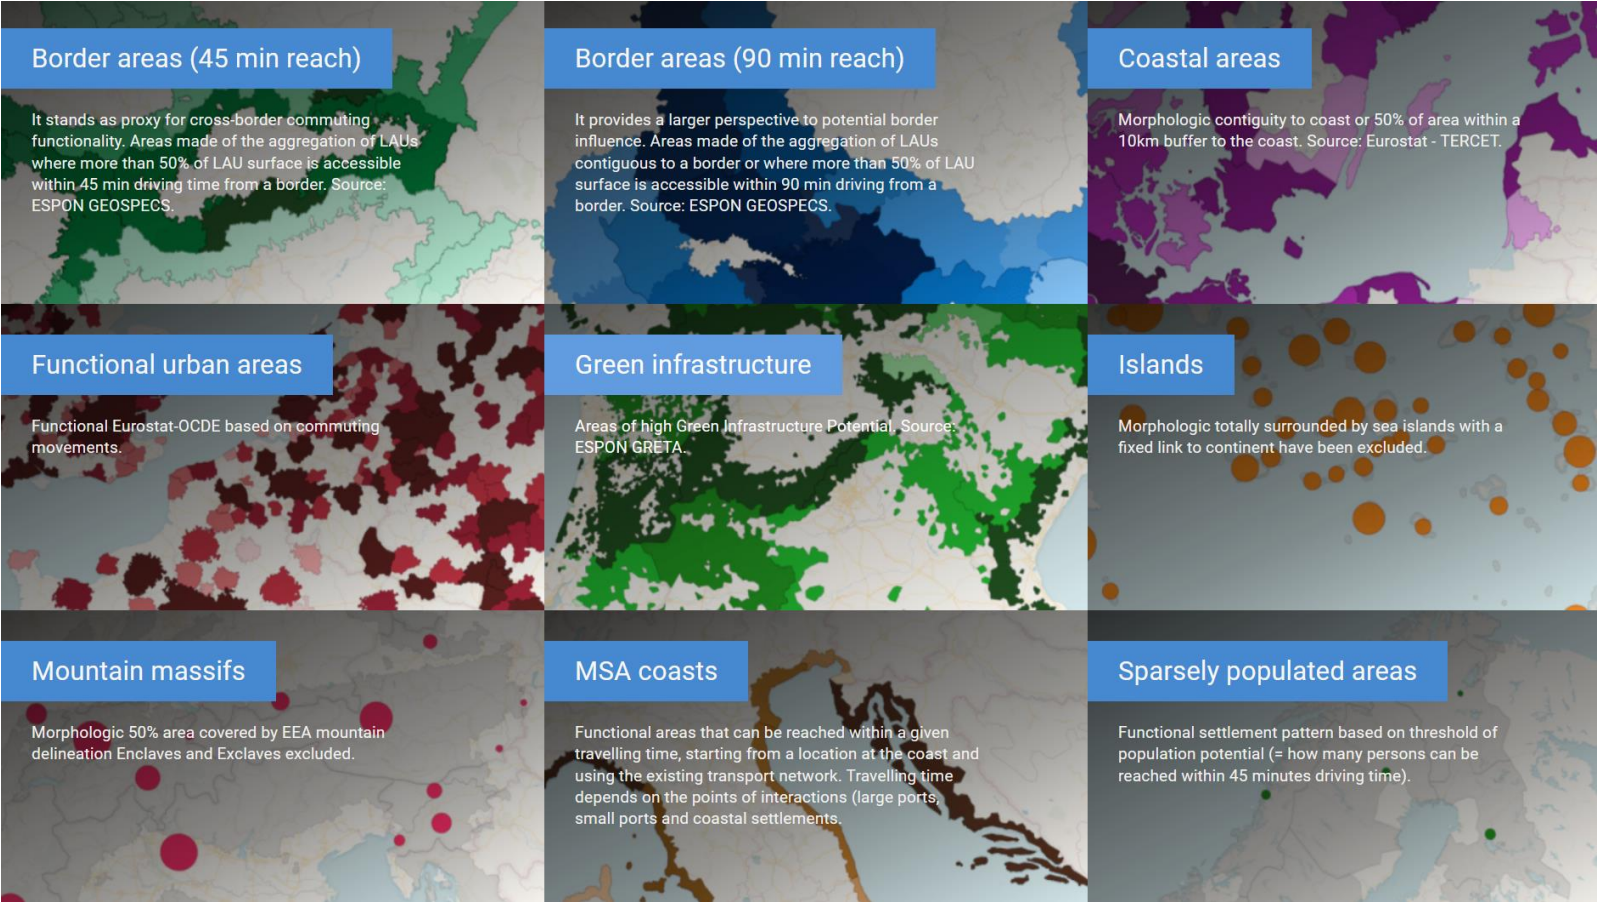 Border areas (45 min reach)
It stands as proxy for cross-border commuting
functionality. Areas made of the aggregation of LAUs
where more than 50% of LAU surface is accessible
within 45 min driving time from a border. Source:
ESPON GEOSPECS.
Border areas (90 min reach)
It provides a larger perspective to potential border
influence. Areas made of the aggregation of LAUs
contiguous to a border or where more than 50% of LAU
surface is accessible within 90 min driving from a
border. Source: ESPON GEOSPECS.
Coastal areas
Morphologic contiguity to coast or 50% of area within a
10km buffer to the coast. Source: Eurostat - TERCET.
Functional urban areas
Functional Eurostat-OCDE based on commuting
movements.
Green infrastructure
Areas of high Green Infrastructure Potential. Source:
ESPON GRETA.
Islands
Morphologic totally surrounded by sea islands with a
fixed link to continent have been excluded.
Mountain massifs
Morphologic 50% area covered by EEA mountain
delineation Enclaves and Exclaves excluded.
MSA coasts
Functional areas that can be reached within a given
travelling time, starting from a location at the coast and
using the existing transport network. Travelling time
depends on the points of interactions (large ports,
small ports and coastal settlements.
Sparsely populated areas
Functional settlement pattern based on threshold of
population potential (= how many persons can be
reached within 45 minutes driving time).